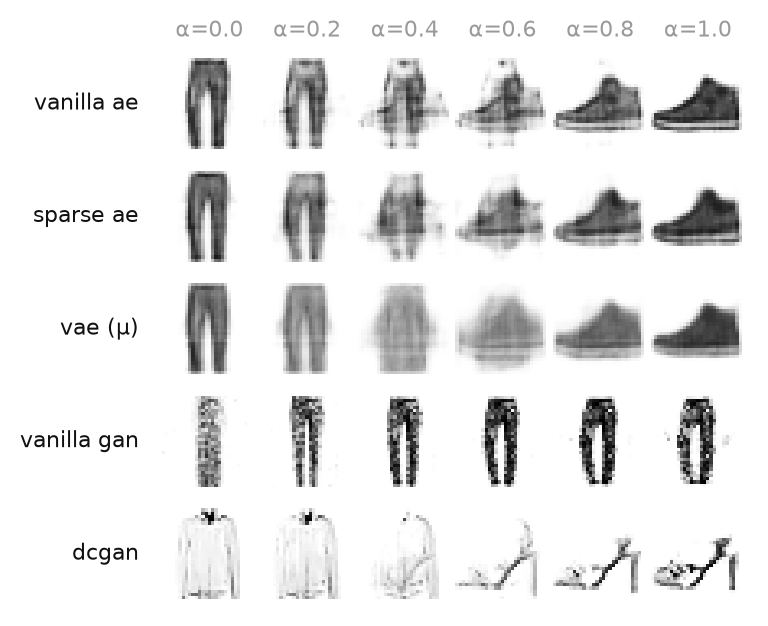 α=0.0 α=0.2 α=0.4 α=0.6 α=0.8 α=1.0
vanilla ae
sparse ae
vae (μ)
vanilla gan
dcgan